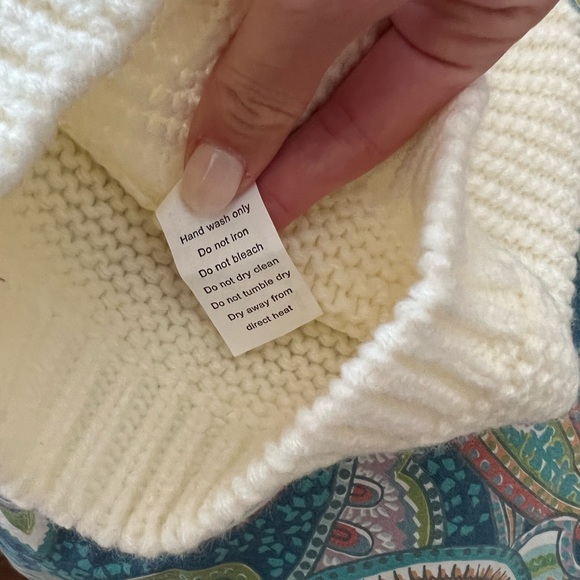 Hand wash only
Do not iron
Do not bleach
Do not dry clean
Do not tumble dry
Dry away from
direct heat